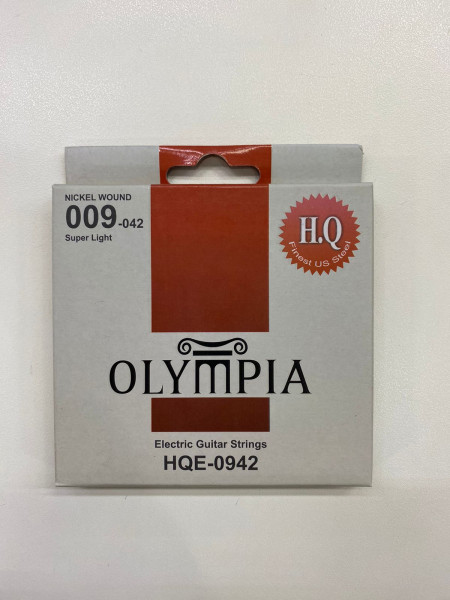 NICKEL WOUND
009-042
Super Light
H.Q
Finest US Steel
OLYMPIA
Electric Guitar Strings
HQE-0942